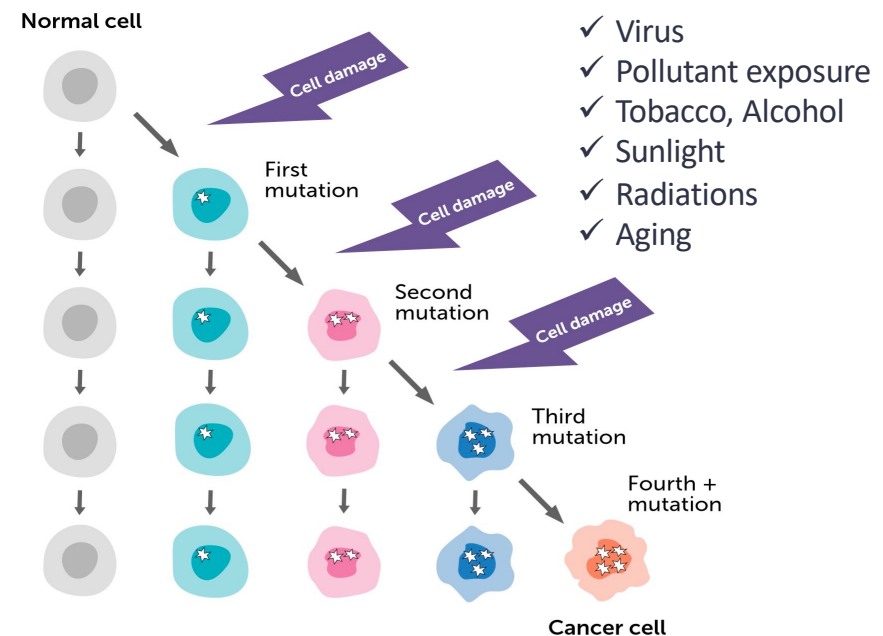 Normal cell
Cell damage
✓ Virus
✓ Pollutant exposure
✓ Tobacco, Alcohol
✓ Sunlight
✓ Radiations
✓ Aging
First
mutation
Cell damage
Second
mutation
Cell damage
Third
mutation
Fourth +
mutation
Cancer cell